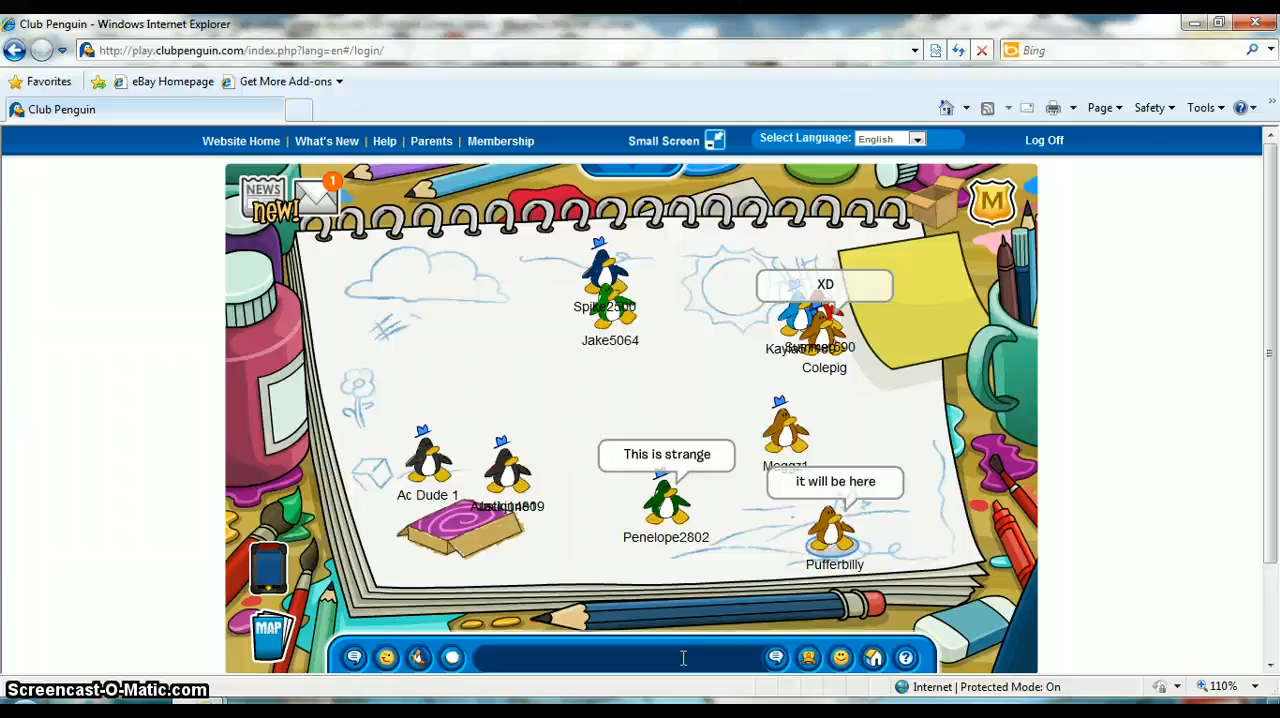 Club Penguin - Windows Internet Explorer
http://play.clubpenguin.com/index.php?lang=en#/login/
Bing
Favorites eBay Homepage Get More Add-ons
Club Penguin
Page Safety Tools
Website Home | What's New | Help | Parents | Membership
Small Screen
Select Language: English
Log Off
NEWS
new!
1
M
XD
Jake5064
Colepig
This is strange
it will be here
Ac Dude 1
Penelope2802
Pufferbilly
MAP
Internet | Protected Mode: On
110%
Screencast-O-Matic.com